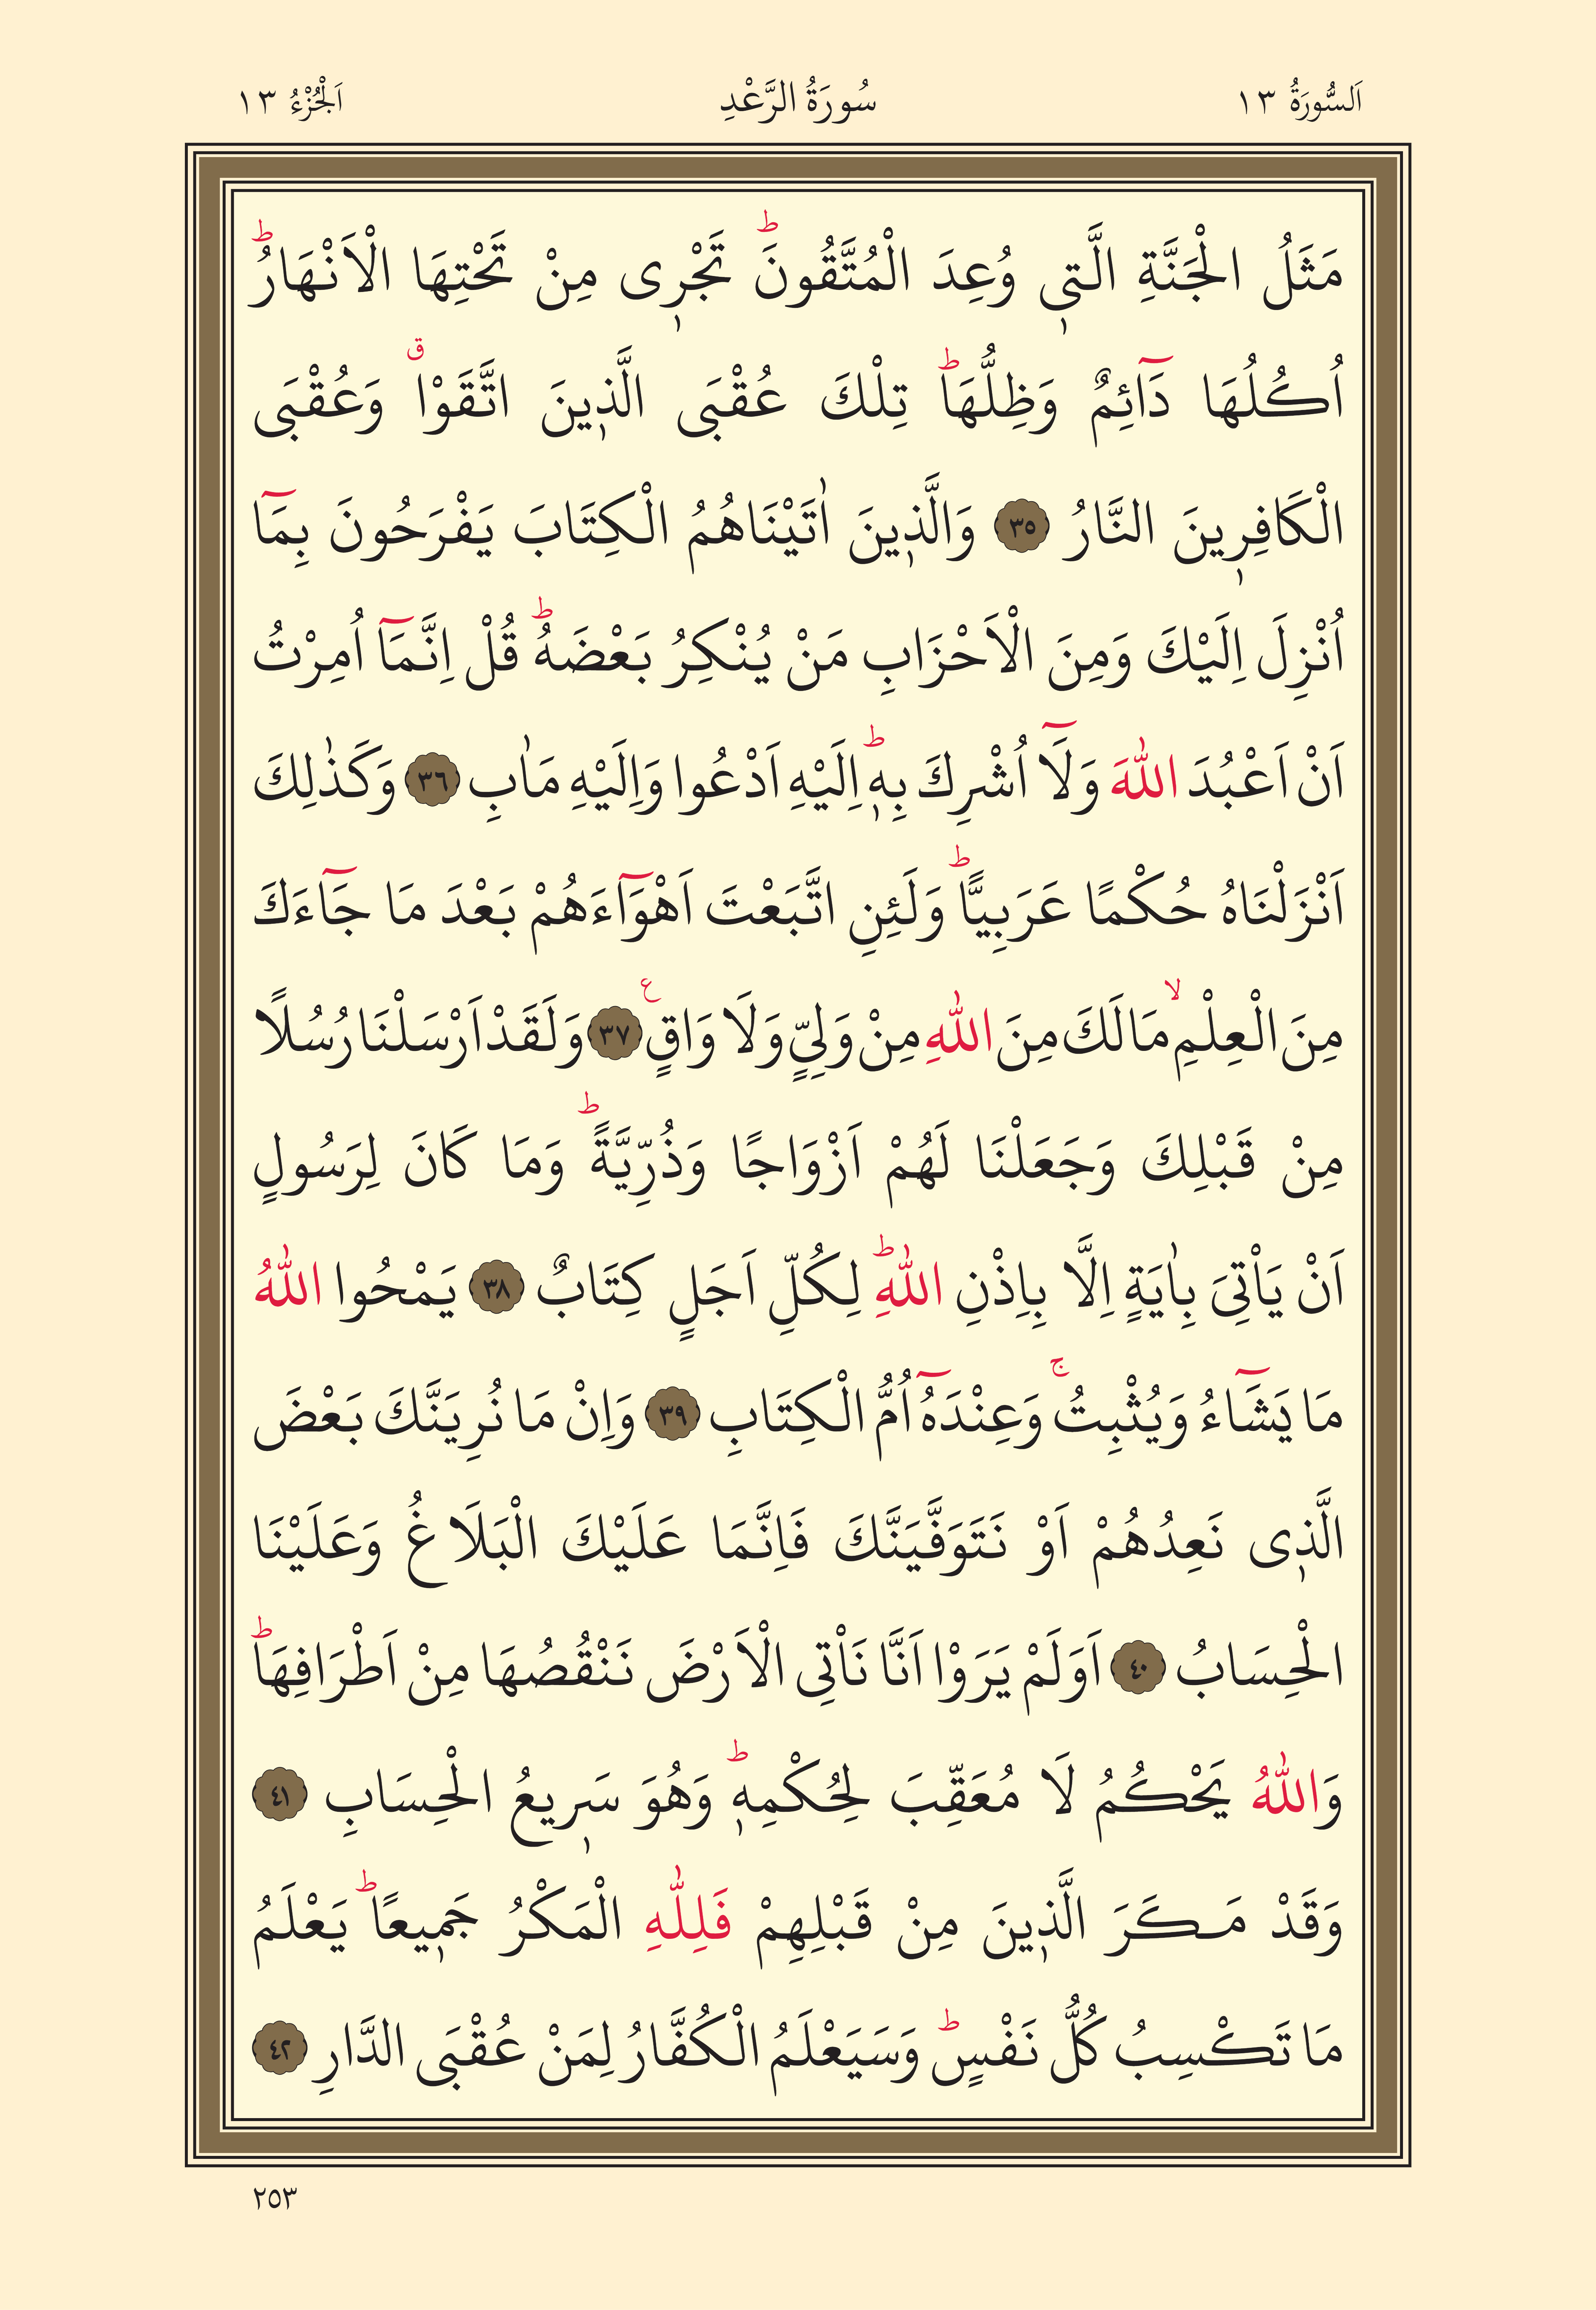 اَلسُّورَةُ ١٣ سُورَةُ الرَّعْدِ اَلْجُزْءُ ١٣
مَثَلُ الْجَنَّةِ الَّت۪ي وُعِدَ الْمُتَّقُونَۜ تَجْر۪ى مِنْ تَحْتِهَا الْاَنْهَارُۜ
اُكُلُهَا دَٓائِمٌ وَظِلُّهَاۜ تِلْكَ عُقْبَى الَّذ۪ينَ اتَّقَوْاۗ وَعُقْبَى
الْكَافِر۪ينَ النَّارُ ٣٥ وَالَّذ۪ينَ اٰتَيْنَاهُمُ الْكِتَابَ يَفْرَحُونَ بِمَٓا
اُنْزِلَ اِلَيْكَ وَمِنَ الْاَحْزَابِ مَنْ يُنْكِرُ بَعْضَهُۜ قُلْ اِنَّمَٓا اُمِرْتُ
اَنْ اَعْبُدَ اللّٰهَ وَلَٓا اُشْرِكَ بِه۪ۜ اِلَيْهِ اَدْعُوا وَاِلَيْهِ مَاٰبِ ٣٦ وَكَذٰلِكَ
اَنْزَلْنَاهُ حُكْمًا عَرَبِيًّاۜ وَلَئِنِ اتَّبَعْتَ اَهْوَٓاءَهُمْ بَعْدَ مَا جَٓاءَكَ
مِنَ الْعِلْمِۙ مَا لَكَ مِنَ اللّٰهِ مِنْ وَلِيٍّ وَلَا وَاقٍ۟ ٣٧ وَلَقَدْ اَرْسَلْنَا رُسُلًا
مِنْ قَبْلِكَ وَجَعَلْنَا لَهُمْ اَزْوَاجًا وَذُرِّيَّةًۜ وَمَا كَانَ لِرَسُولٍ
اَنْ يَأْتِىَ بِاٰيَةٍ اِلَّا بِاِذْنِ اللّٰهِۜ لِكُلِّ اَجَلٍ كِتَابٌ ٣٨ يَمْحُوا اللّٰهُ
مَا يَشَٓاءُ وَيُثْبِتُۚ وَعِنْدَهُٓ اُمُّ الْكِتَابِ ٣٩ وَاِنْ مَا نُرِيَنَّكَ بَعْضَ
الَّذ۪ى نَعِدُهُمْ اَوْ نَتَوَفَّيَنَّكَ فَاِنَّمَا عَلَيْكَ الْبَلَاغُ وَعَلَيْنَا
الْحِسَابُ ٤٠ اَوَلَمْ يَرَوْا اَنَّا نَأْتِى الْاَرْضَ نَنْقُصُهَا مِنْ اَطْرَافِهَاۜ
وَاللّٰهُ يَحْكُمُ لَا مُعَقِّبَ لِحُكْمِه۪ۜ وَهُوَ سَر۪يعُ الْحِسَابِ ٤١
وَقَدْ مَكَرَ الَّذ۪ينَ مِنْ قَبْلِهِمْ فَلِلّٰهِ الْمَكْرُ جَم۪يعًاۜ يَعْلَمُ
مَا تَكْسِبُ كُلُّ نَفْسٍۜ وَسَيَعْلَمُ الْكُفَّارُ لِمَنْ عُقْبَى الدَّارِ ٤٢
٢٥٣